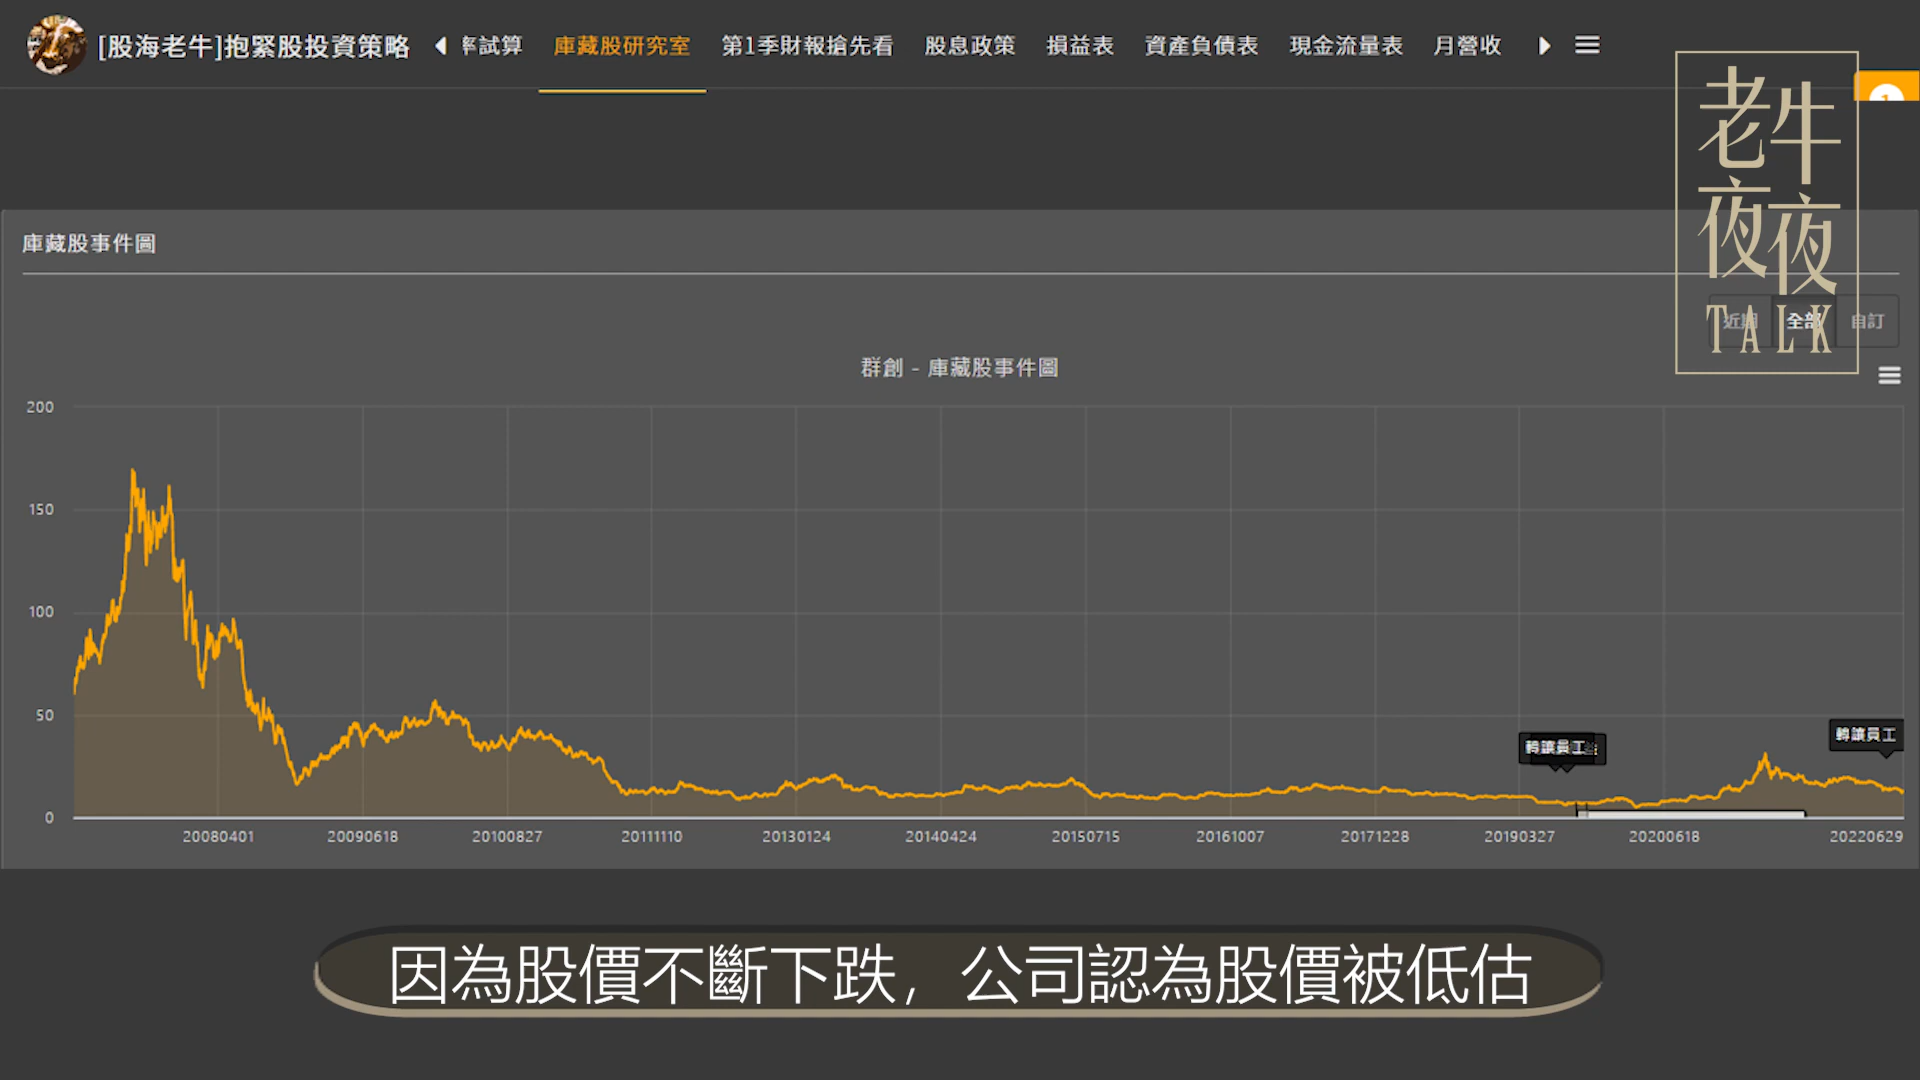 [股海老牛]抱緊股投資策略
率試算
庫藏股研究室
第1季財報搶先看
股息政策
損益表
資產負債表
現金流量表
月營收
1
老牛
夜夜
TALK
庫藏股事件圖
近期
全部
自訂
群創 - 庫藏股事件圖
200
150
100
50
0
轉讓員工
轉讓員工
20080401
20090618
20100827
20111110
20130124
20140424
20150715
20161007
20171228
20190327
20200618
20220629
因為股價不斷下跌，公司認為股價被低估